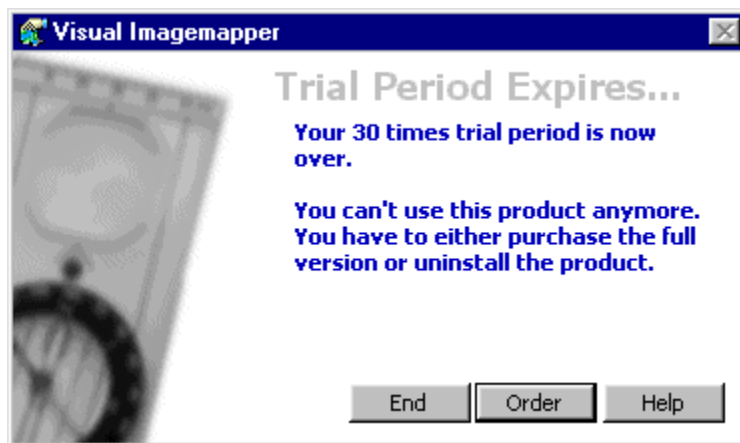 Visual Imagemapper
Trial Period Expires...
Your 30 times trial period is now
over.
You can't use this product anymore.
You have to either purchase the full
version or uninstall the product.
End
Order
Help